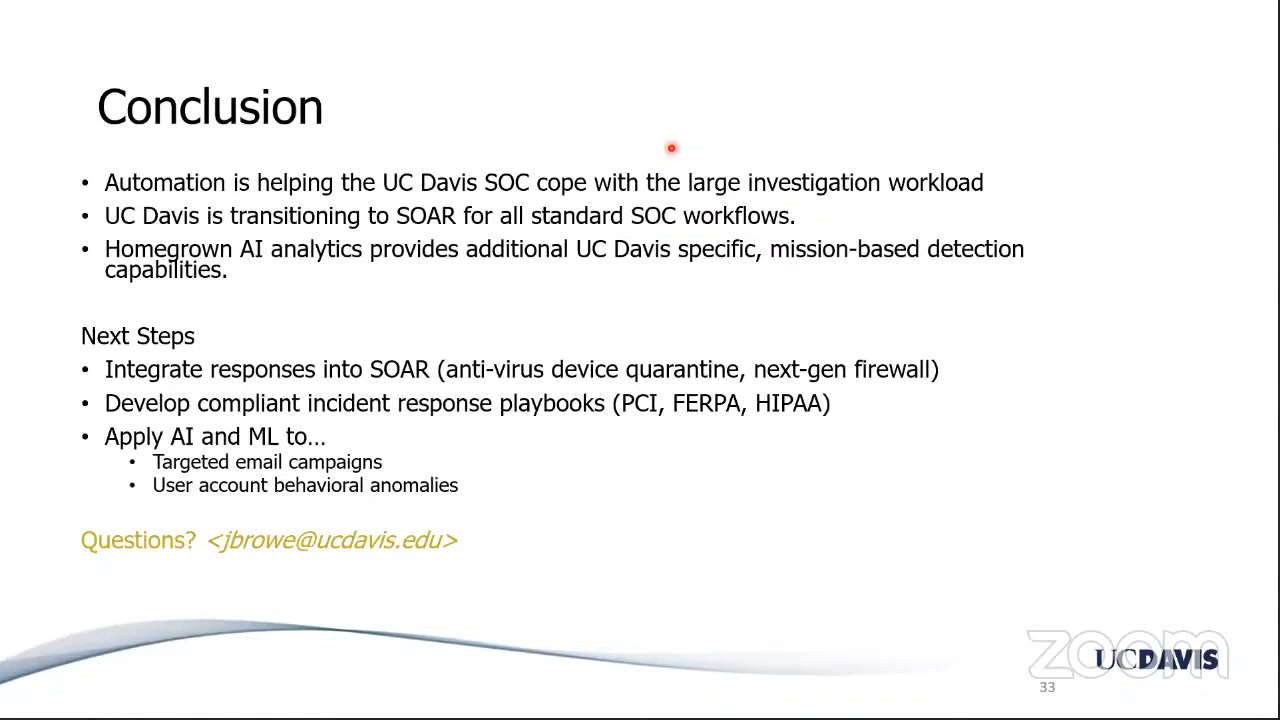 Conclusion
• Automation is helping the UC Davis SOC cope with the large investigation workload
• UC Davis is transitioning to SOAR for all standard SOC workflows.
• Homegrown AI analytics provides additional UC Davis specific, mission-based detection
capabilities.
Next Steps
• Integrate responses into SOAR (anti-virus device quarantine, next-gen firewall)
• Develop compliant incident response playbooks (PCI, FERPA, HIPAA)
• Apply AI and ML to…
• Targeted email campaigns
• User account behavioral anomalies
Questions? <jbrowe@ucdavis.edu>
zoom
UCDAVIS
33